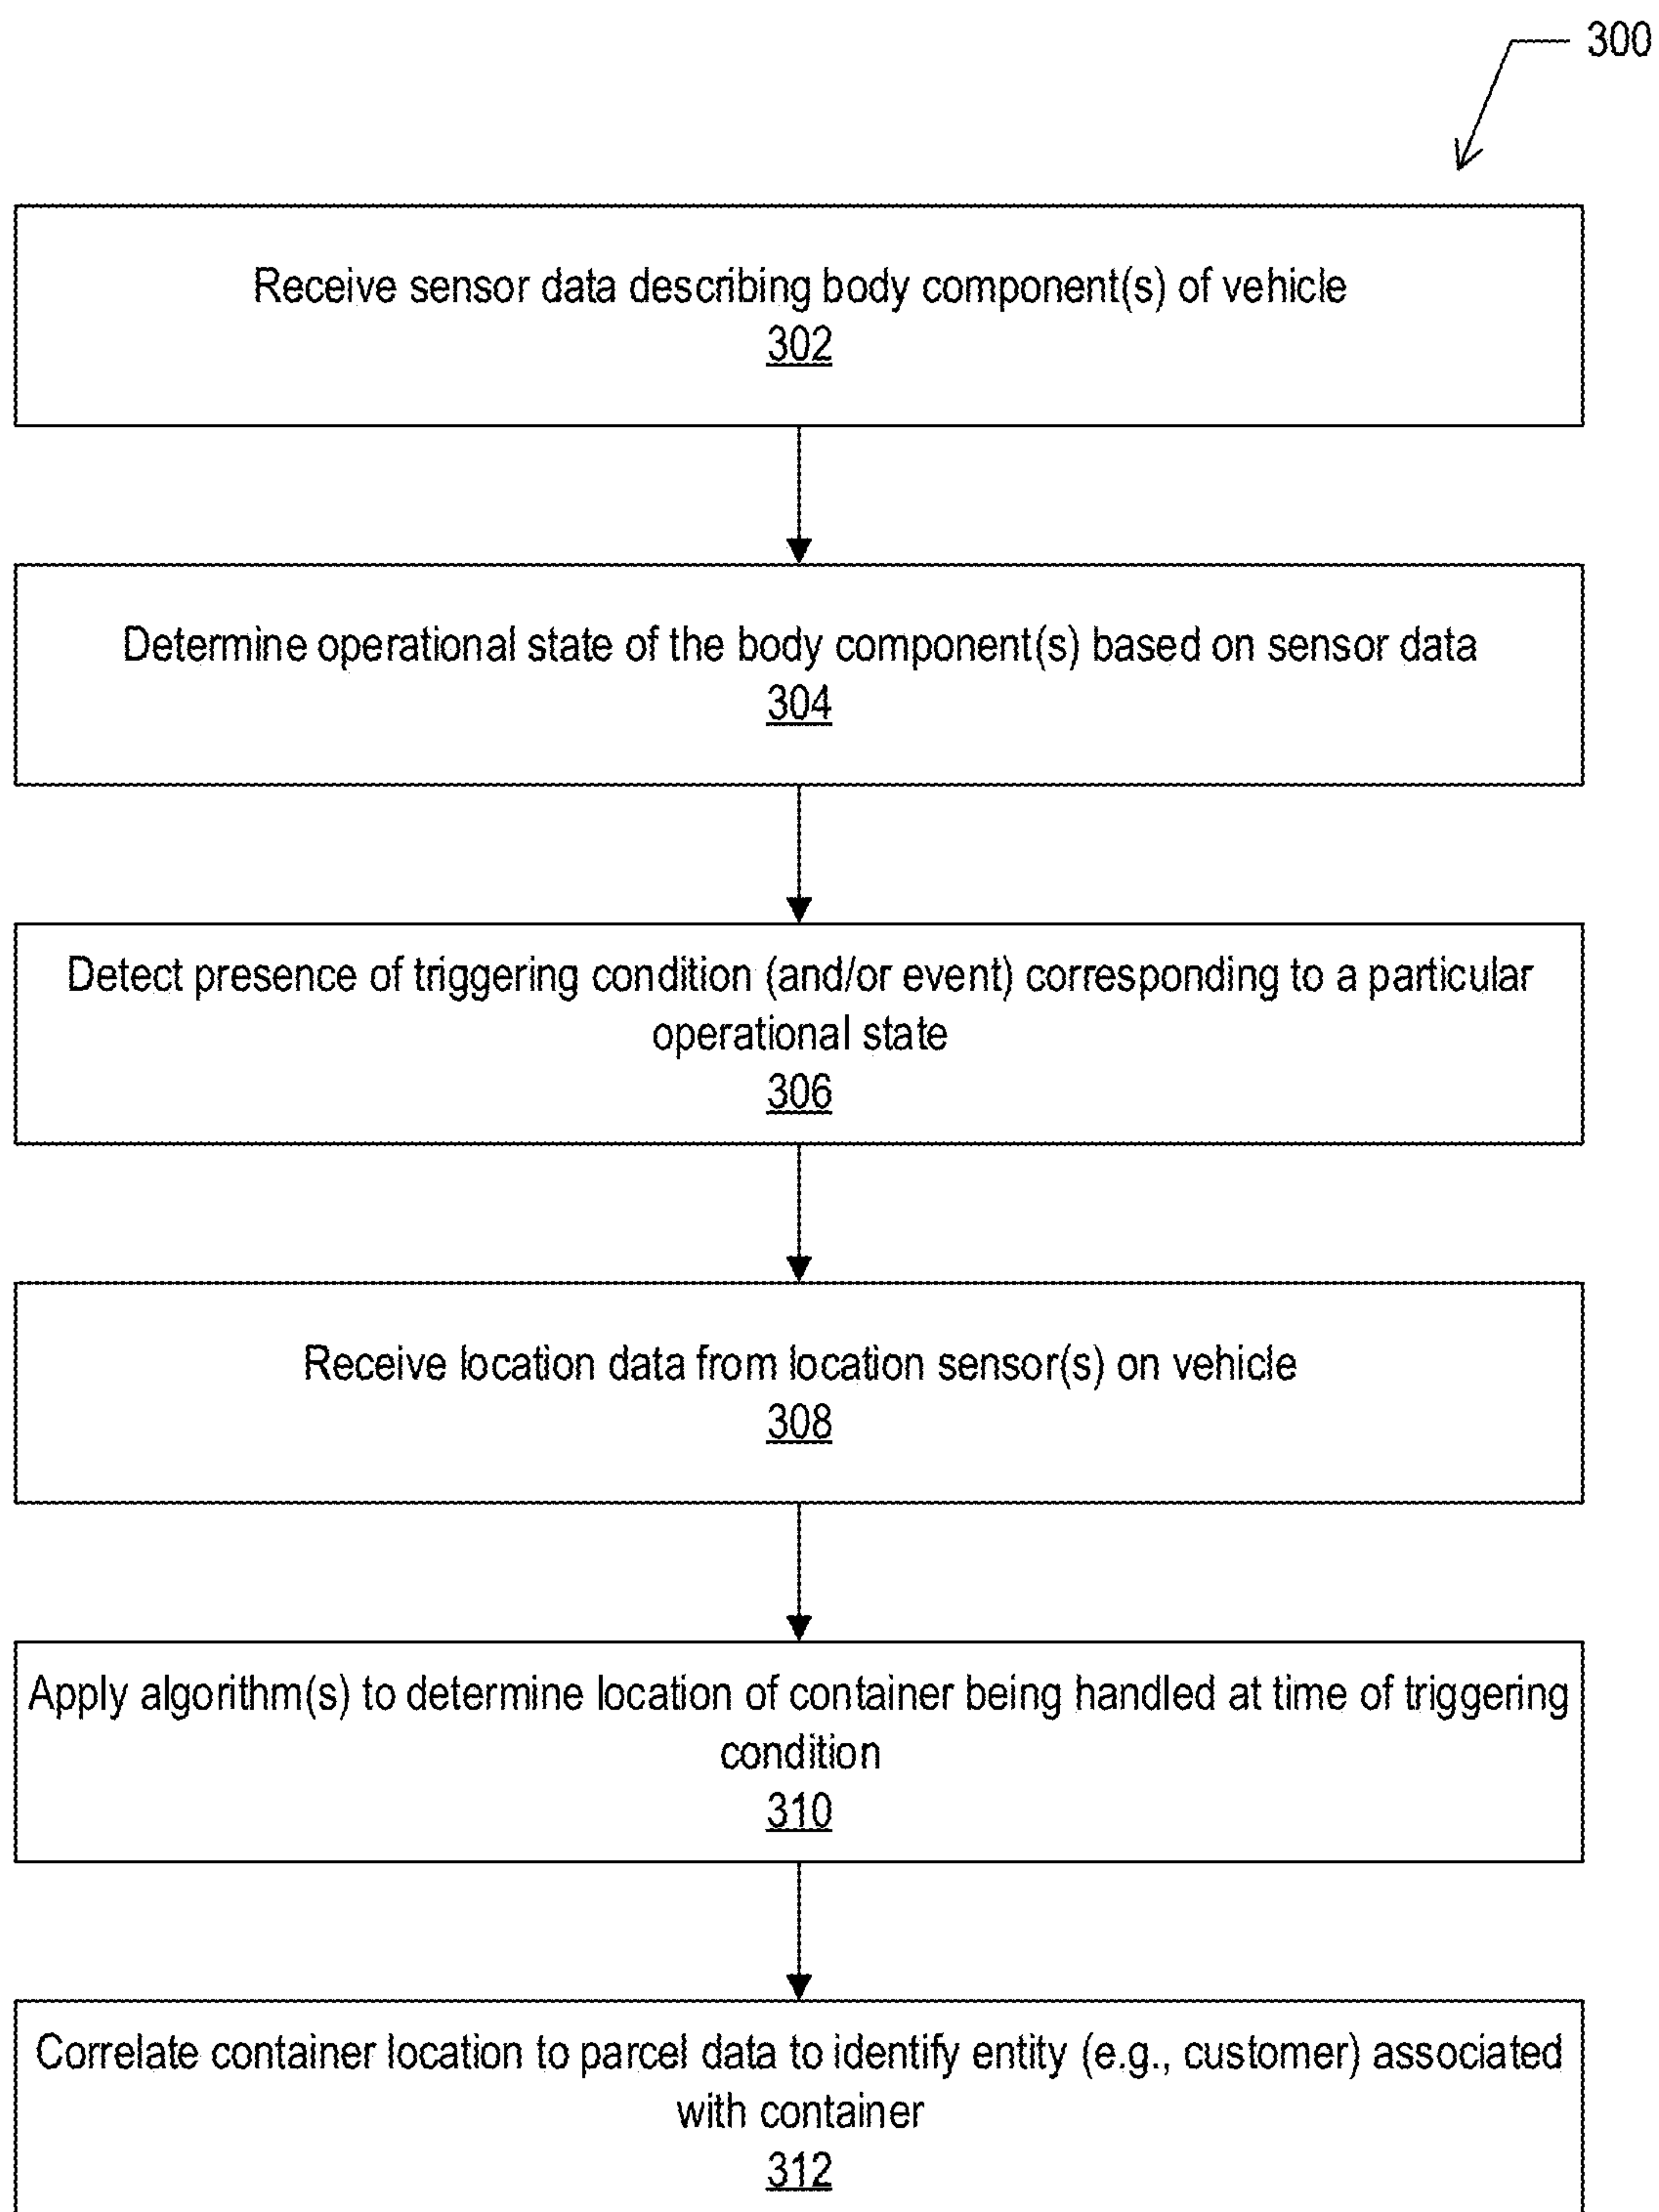 300
Receive sensor data describing body component(s) of vehicle
302
Determine operational state of the body component(s) based on sensor data
304
Detect presence of triggering condition (and/or event) corresponding to a particular
operational state
306
Receive location data from location sensor(s) on vehicle
308
Apply algorithm(s) to determine location of container being handled at time of triggering
condition
310
Correlate container location to parcel data to identify entity (e.g., customer) associated
with container
312